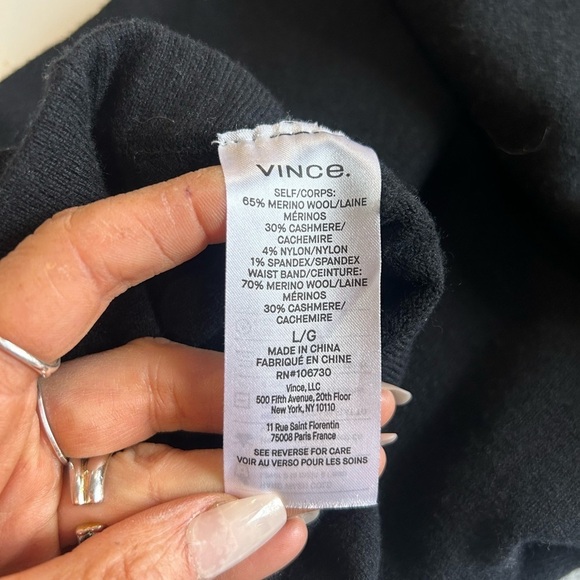 VINCE.
SELF/CORPS:
65% MERINO WOOL/LAINE
MÉRINOS
30% CASHMERE/
CACHEMIRE
4% NYLON/NYLON
1% SPANDEX/SPANDEX
WAIST BAND/CEINTURE:
70% MERINO WOOL/LAINE
MÉRINOS
30% CASHMERE/
CACHEMIRE
L/G
MADE IN CHINA
FABRIQUÉ EN CHINE
RN#106730
Vince, LLC
500 Fifth Avenue, 20th Floor
New York, NY 10110
11 Rue Saint Florentin
75008 Paris France
SEE REVERSE FOR CARE
VOIR AU VERSO POUR LES SOINS